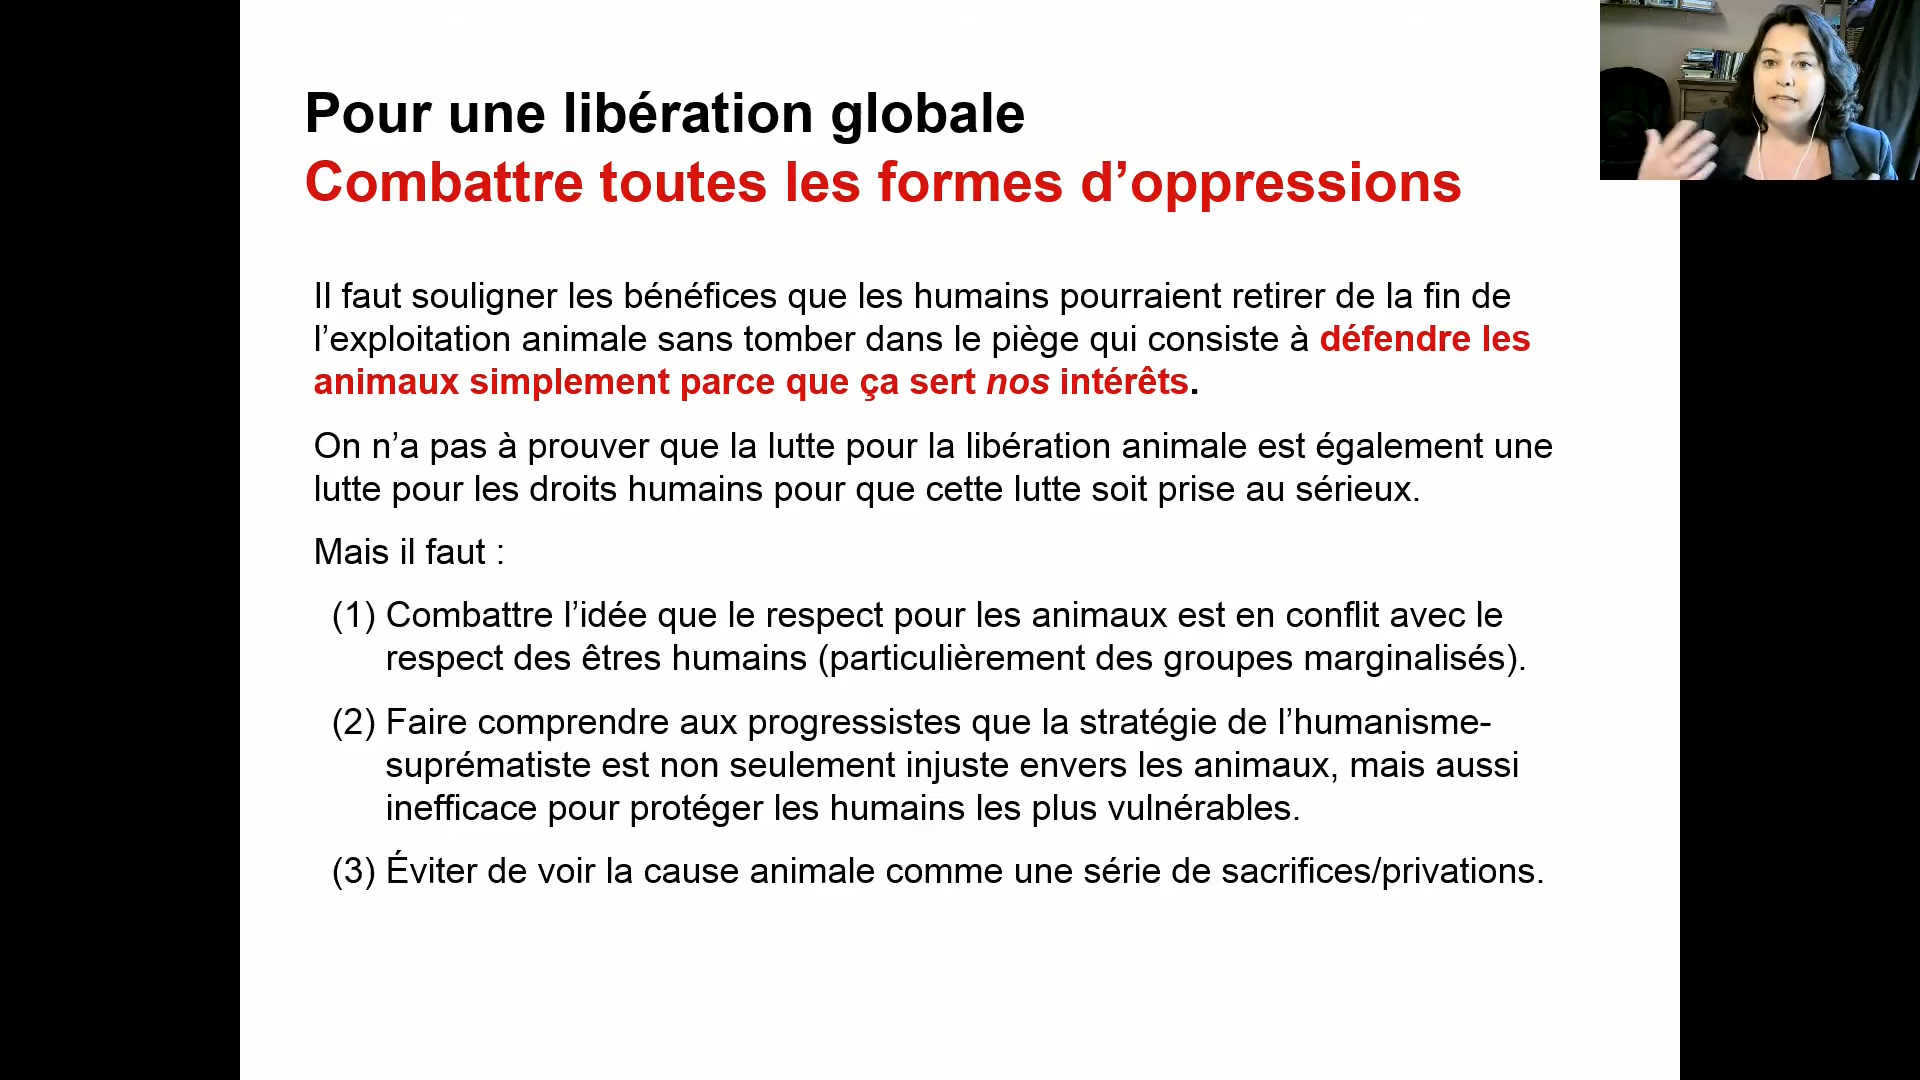 Pour une libération globale
Combattre toutes les formes d’oppressions
Il faut souligner les bénéfices que les humains pourraient retirer de la fin de
l’exploitation animale sans tomber dans le piège qui consiste à défendre les
animaux simplement parce que ça sert nos intérêts.
On n’a pas à prouver que la lutte pour la libération animale est également une
lutte pour les droits humains pour que cette lutte soit prise au sérieux.
Mais il faut :
(1) Combattre l’idée que le respect pour les animaux est en conflit avec le
respect des êtres humains (particulièrement des groupes marginalisés).
(2) Faire comprendre aux progressistes que la stratégie de l’humanisme-
suprématiste est non seulement injuste envers les animaux, mais aussi
inefficace pour protéger les humains les plus vulnérables.
(3) Éviter de voir la cause animale comme une série de sacrifices/privations.